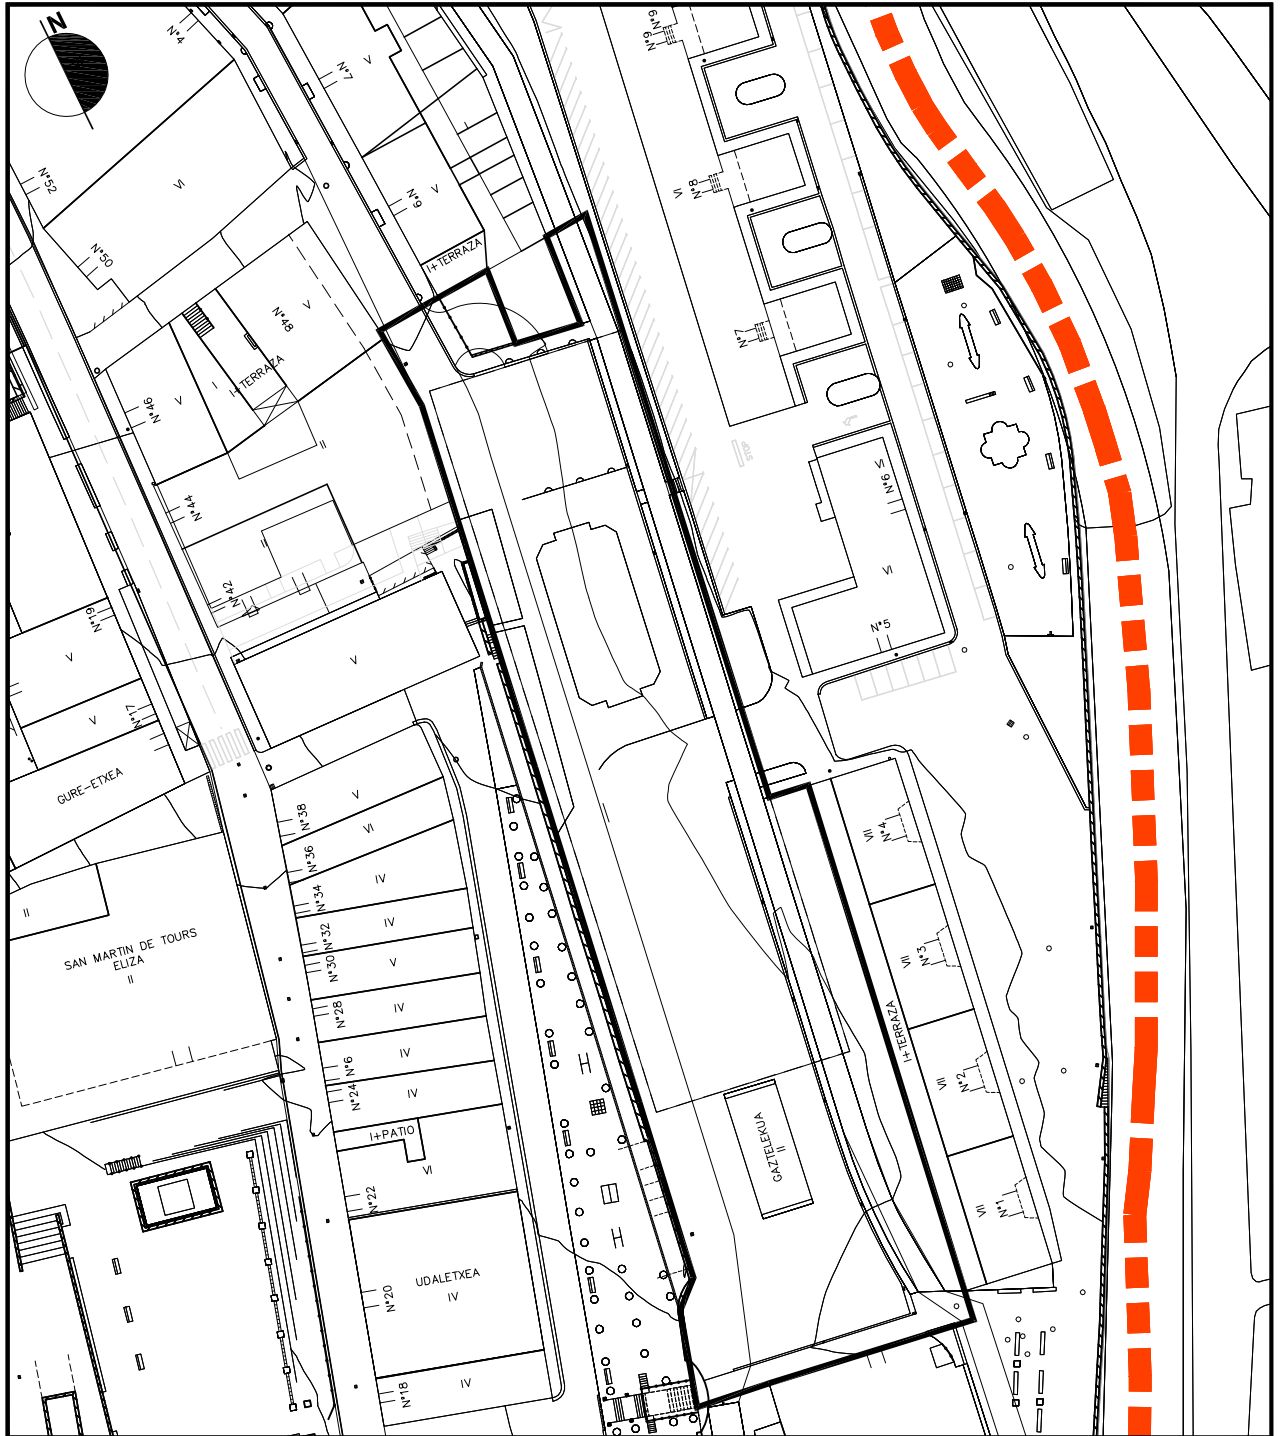 N
Nº4
Nº7
V
Nº9
Nº9
Nº52
VI
Nº6
V
Nº8
VI
I+TERRAZA
Nº50
Nº48
V
Nº7
I
I+TERRAZA
Nº46
V
II
STOP
Nº6
VI
Nº44
II
VI
Nº42
Nº19
Nº5
V
V
Nº17
V
GURE-ETXEA
V
Nº38
VI
Nº36
VII
Nº4
IV
Nº34
II
IV
Nº32
SAN MARTIN DE TOURS
ELIZA
II
V
Nº30
VII
Nº3
IV
Nº28
I+TERRAZA
IV
Nº6
VII
Nº2
IV
Nº24
I+PATIO
VI
GAZTELEKUA
II
Nº22
VII
Nº1
UDALETXEA
IV
Nº20
IV
Nº18